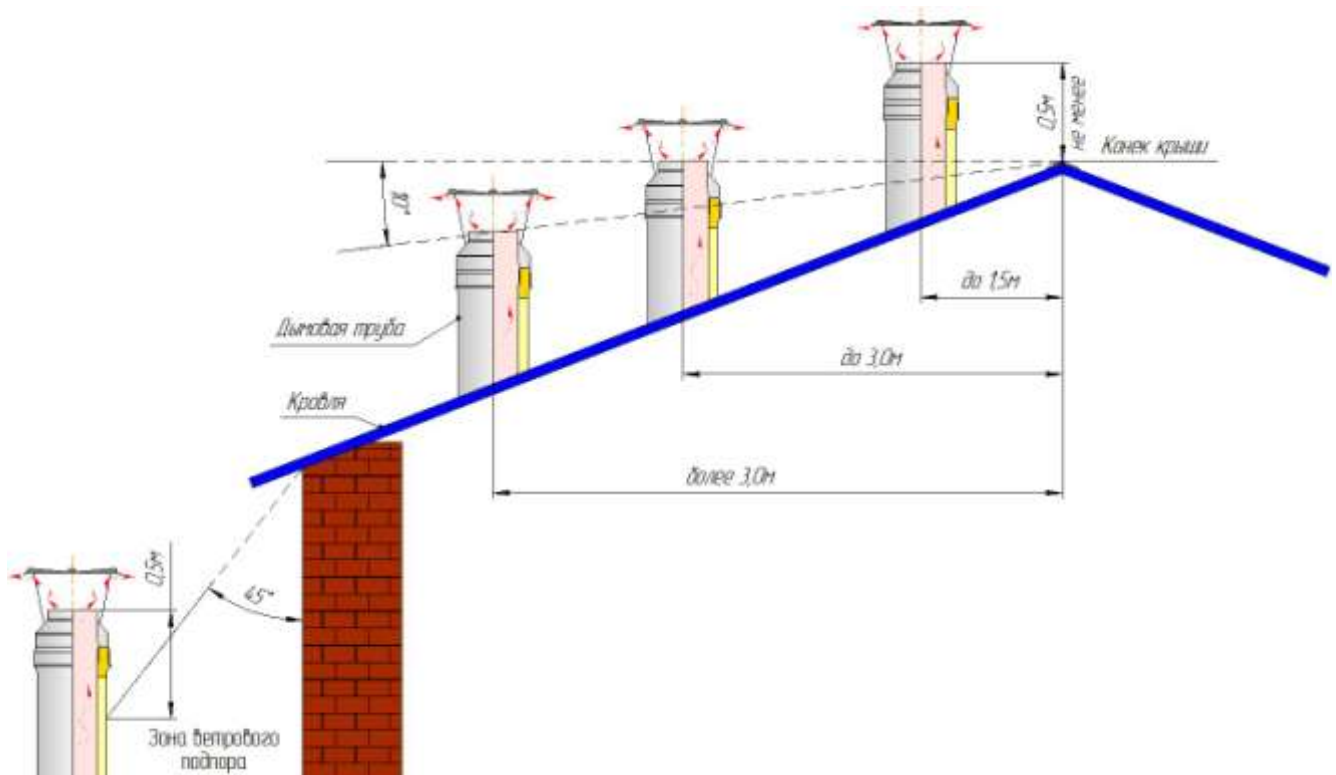 0,5м
не менее
Конек крыши
до 1,5м
Дымовая труба
до 3,0м
Кровля
более 3,0м
0,5м
45°
Зона ветрового
подпора